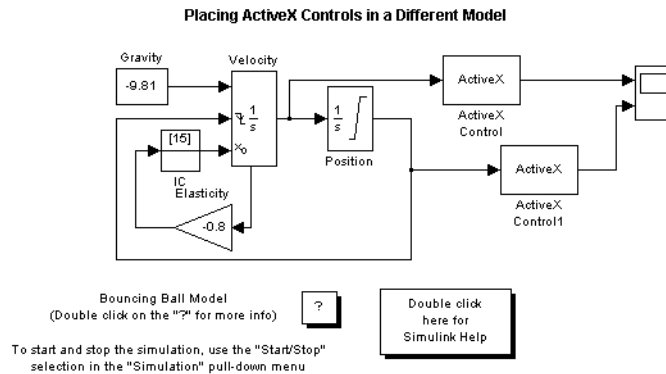 Placing ActiveX Controls in a Different Model
Gravity
Velocity
-9.81
1
s
x₀
[15]
IC
Elasticity
-0.8
1
s
Position
ActiveX
ActiveX
Control
ActiveX
ActiveX
Control1
Bouncing Ball Model
(Double click on the "?" for more info)
?
Double click
here for
Simulink Help
To start and stop the simulation, use the "Start/Stop"
selection in the "Simulation" pull-down menu